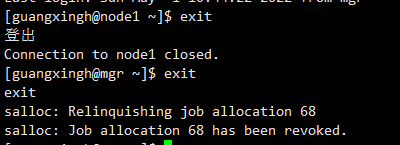 [guangxingh@node1 ~]$ exit
登出
Connection to node1 closed.
[guangxingh@mgr ~]$ exit
exit
salloc: Relinquishing job allocation 68
salloc: Job allocation 68 has been revoked.